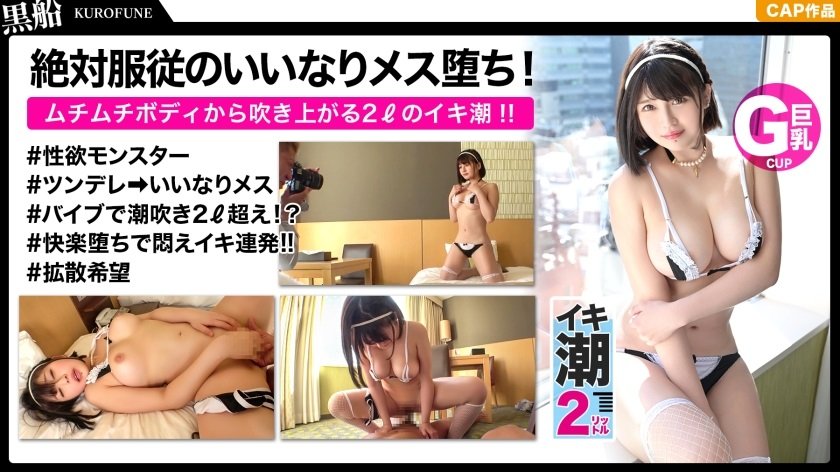 黒船 KUROFUNE
CAP作品
絶対服従のいいなりメス堕ち!
ムチムチボディから吹き上がる2ℓのイキ潮!!
#性欲モンスター
#ツンデレ➡いいなりメス
#バイブで潮吹き2ℓ超え!?
#快楽堕ちで悶えイキ連発!!
#拡散希望
G巨乳
CUP
イキ
潮
2リットル